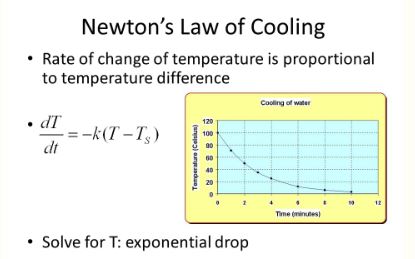 Newton's Law of Cooling
• Rate of change of temperature is proportional
to temperature difference
• dT/dt = −k(T − T_S)
Cooling of water
Temperature (Celsius)
120
100
80
60
40
20
0
0 2 4 6 8 10 12
Time (minutes)
• Solve for T: exponential drop